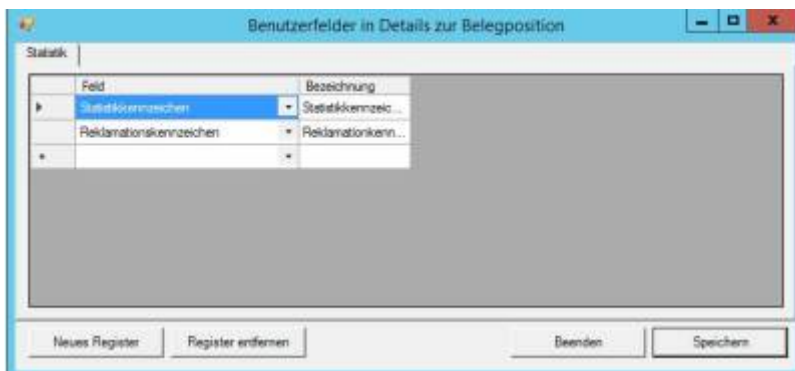 Benutzerfelder in Details zur Belegposition
Statistik
Feld Bezeichnung
Statistikkennzeichen Statistikkennzeic...
Reklamationskennzeichen Reklamationkenn...
Neues Register Register entfernen Beenden Speichern